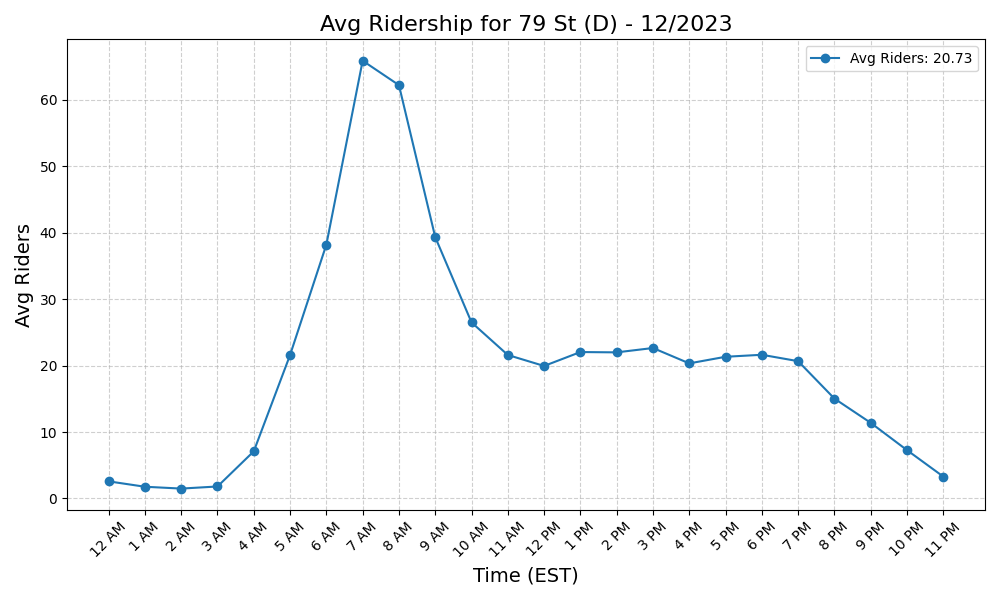 Avg Ridership for 79 St (D) - 12/2023
Avg Riders: 20.73
Avg Riders
60
50
40
30
20
10
0
12 AM
1 AM
2 AM
3 AM
4 AM
5 AM
6 AM
7 AM
8 AM
9 AM
10 AM
11 AM
12 PM
1 PM
2 PM
3 PM
4 PM
5 PM
6 PM
7 PM
8 PM
9 PM
10 PM
11 PM
Time (EST)